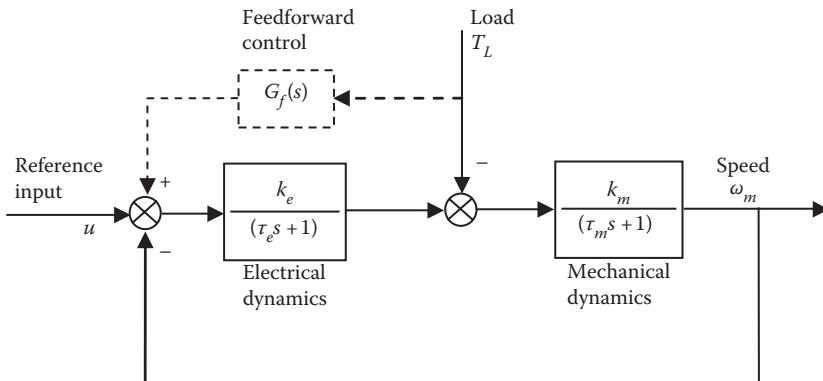 Feedforward
control
Load
T_L
G_f(s)
−
Reference
input
u
+
−
k_e
(τ_e s + 1)
Electrical
dynamics
k_m
(τ_m s + 1)
Mechanical
dynamics
Speed
ω_m